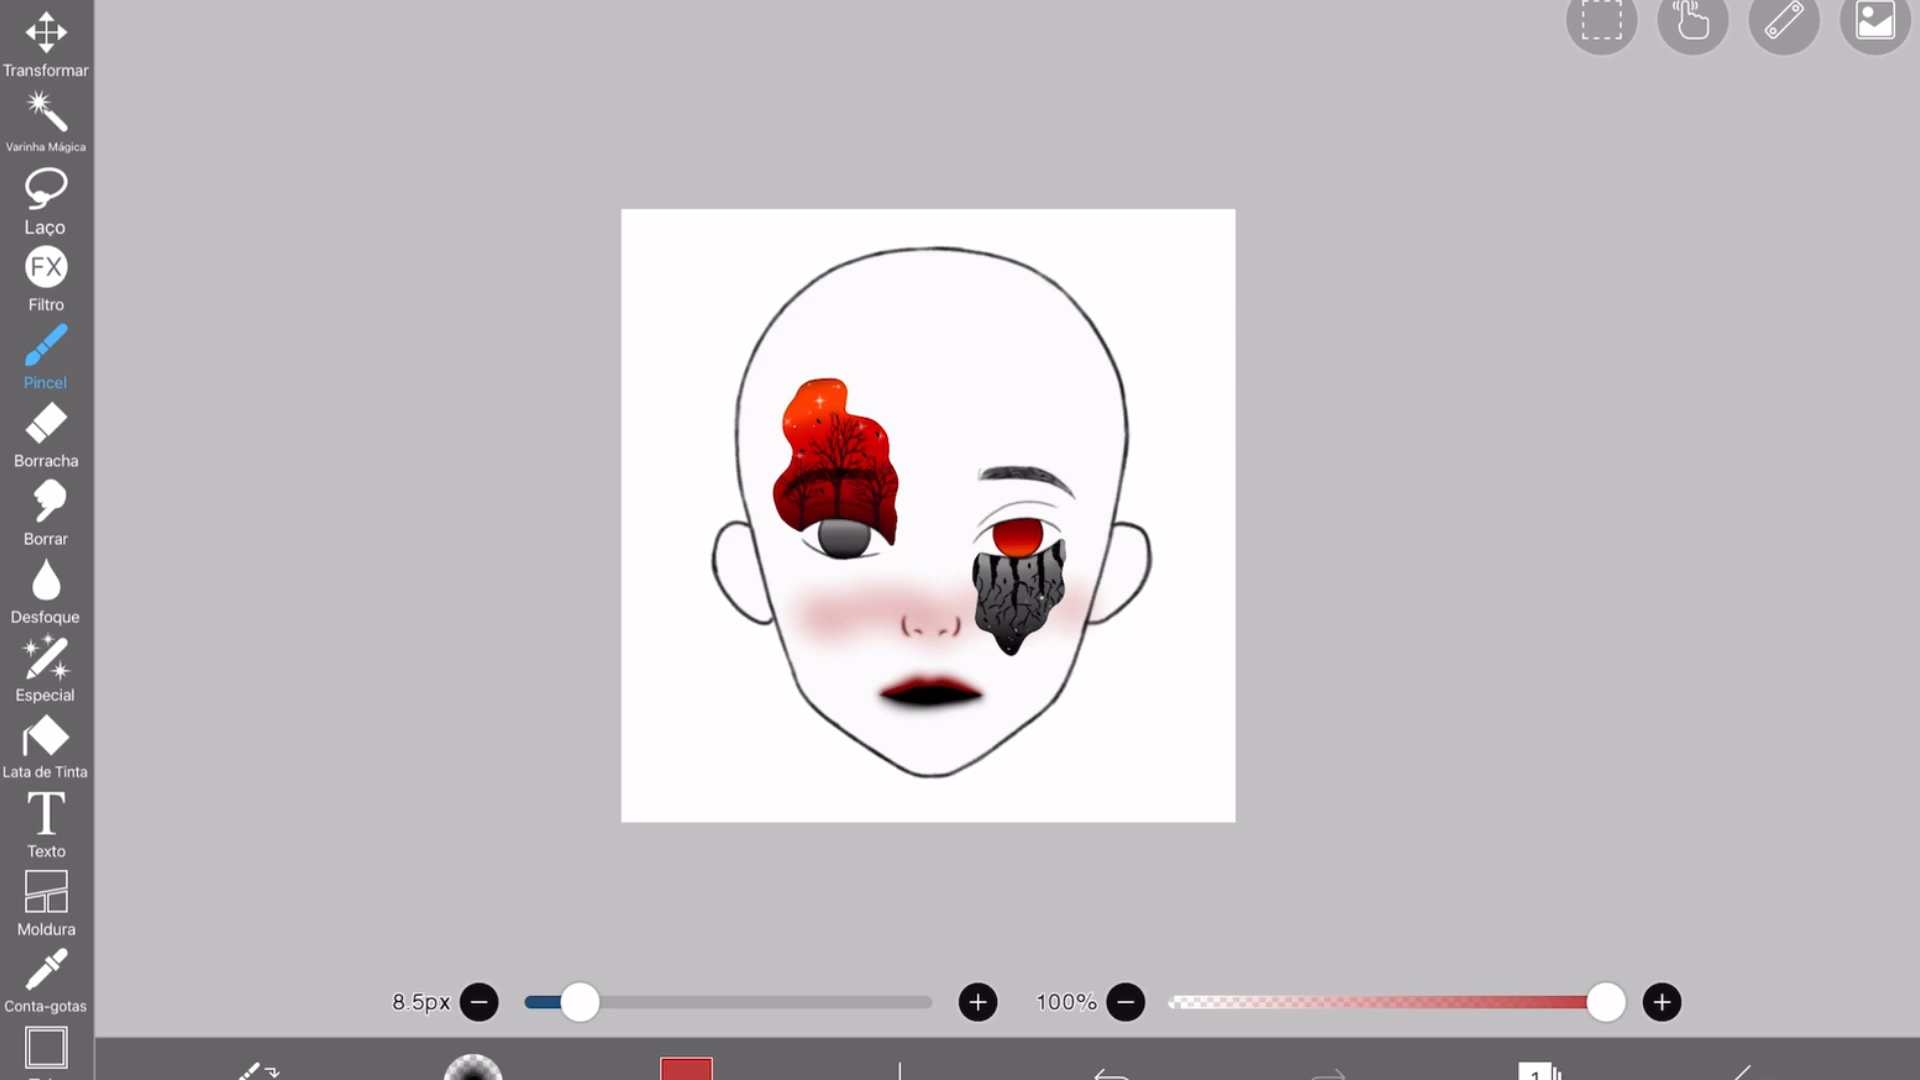 Transformar
Varinha Mágica
Laço
FX
Filtro
Pincel
Borracha
Borrar
Desfoque
Especial
Lata de Tinta
T
Texto
Moldura
Conta-gotas
8.5px
100%
1